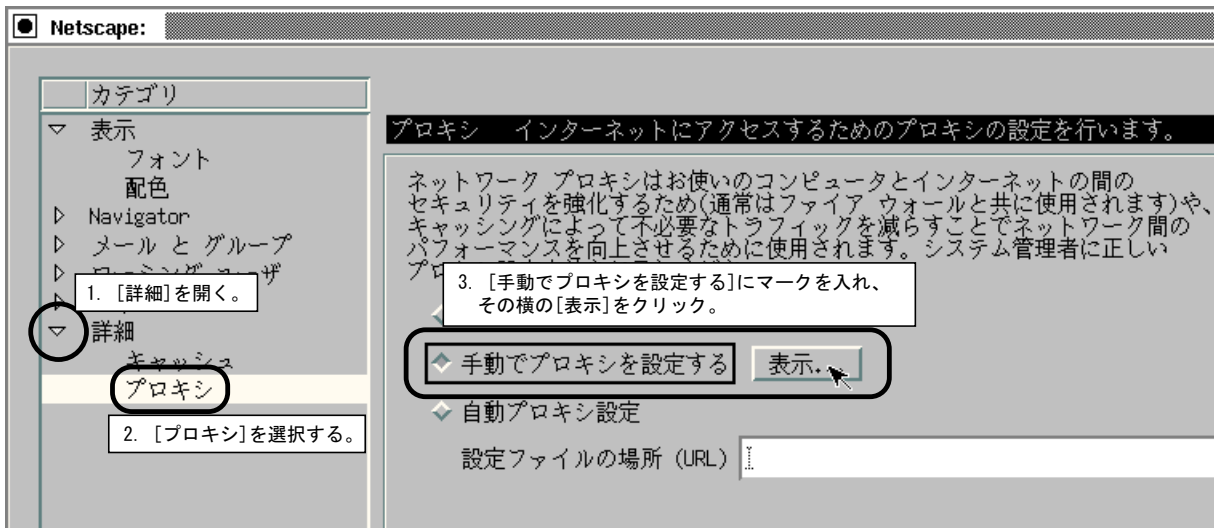 Netscape:
カテゴリ
表示
フォント
配色
Navigator
メール と グループ
1. [詳細]を開く。
詳細
キャッシュ
プロキシ
2. [プロキシ]を選択する。
プロキシ インターネットにアクセスするためのプロキシの設定を行います。
ネットワーク プロキシはお使いのコンピュータとインターネットの間の
セキュリティを強化するため(通常はファイア ウォールと共に使用されます)や、
キャッシングによって不必要なトラフィックを減らすことでネットワーク間の
パフォーマンスを向上させるために使用されます。システム管理者に正しい
3. [手動でプロキシを設定する]にマークを入れ、
その横の[表示]をクリック。
手動でプロキシを設定する 表示...
自動プロキシ設定
設定ファイルの場所 (URL)